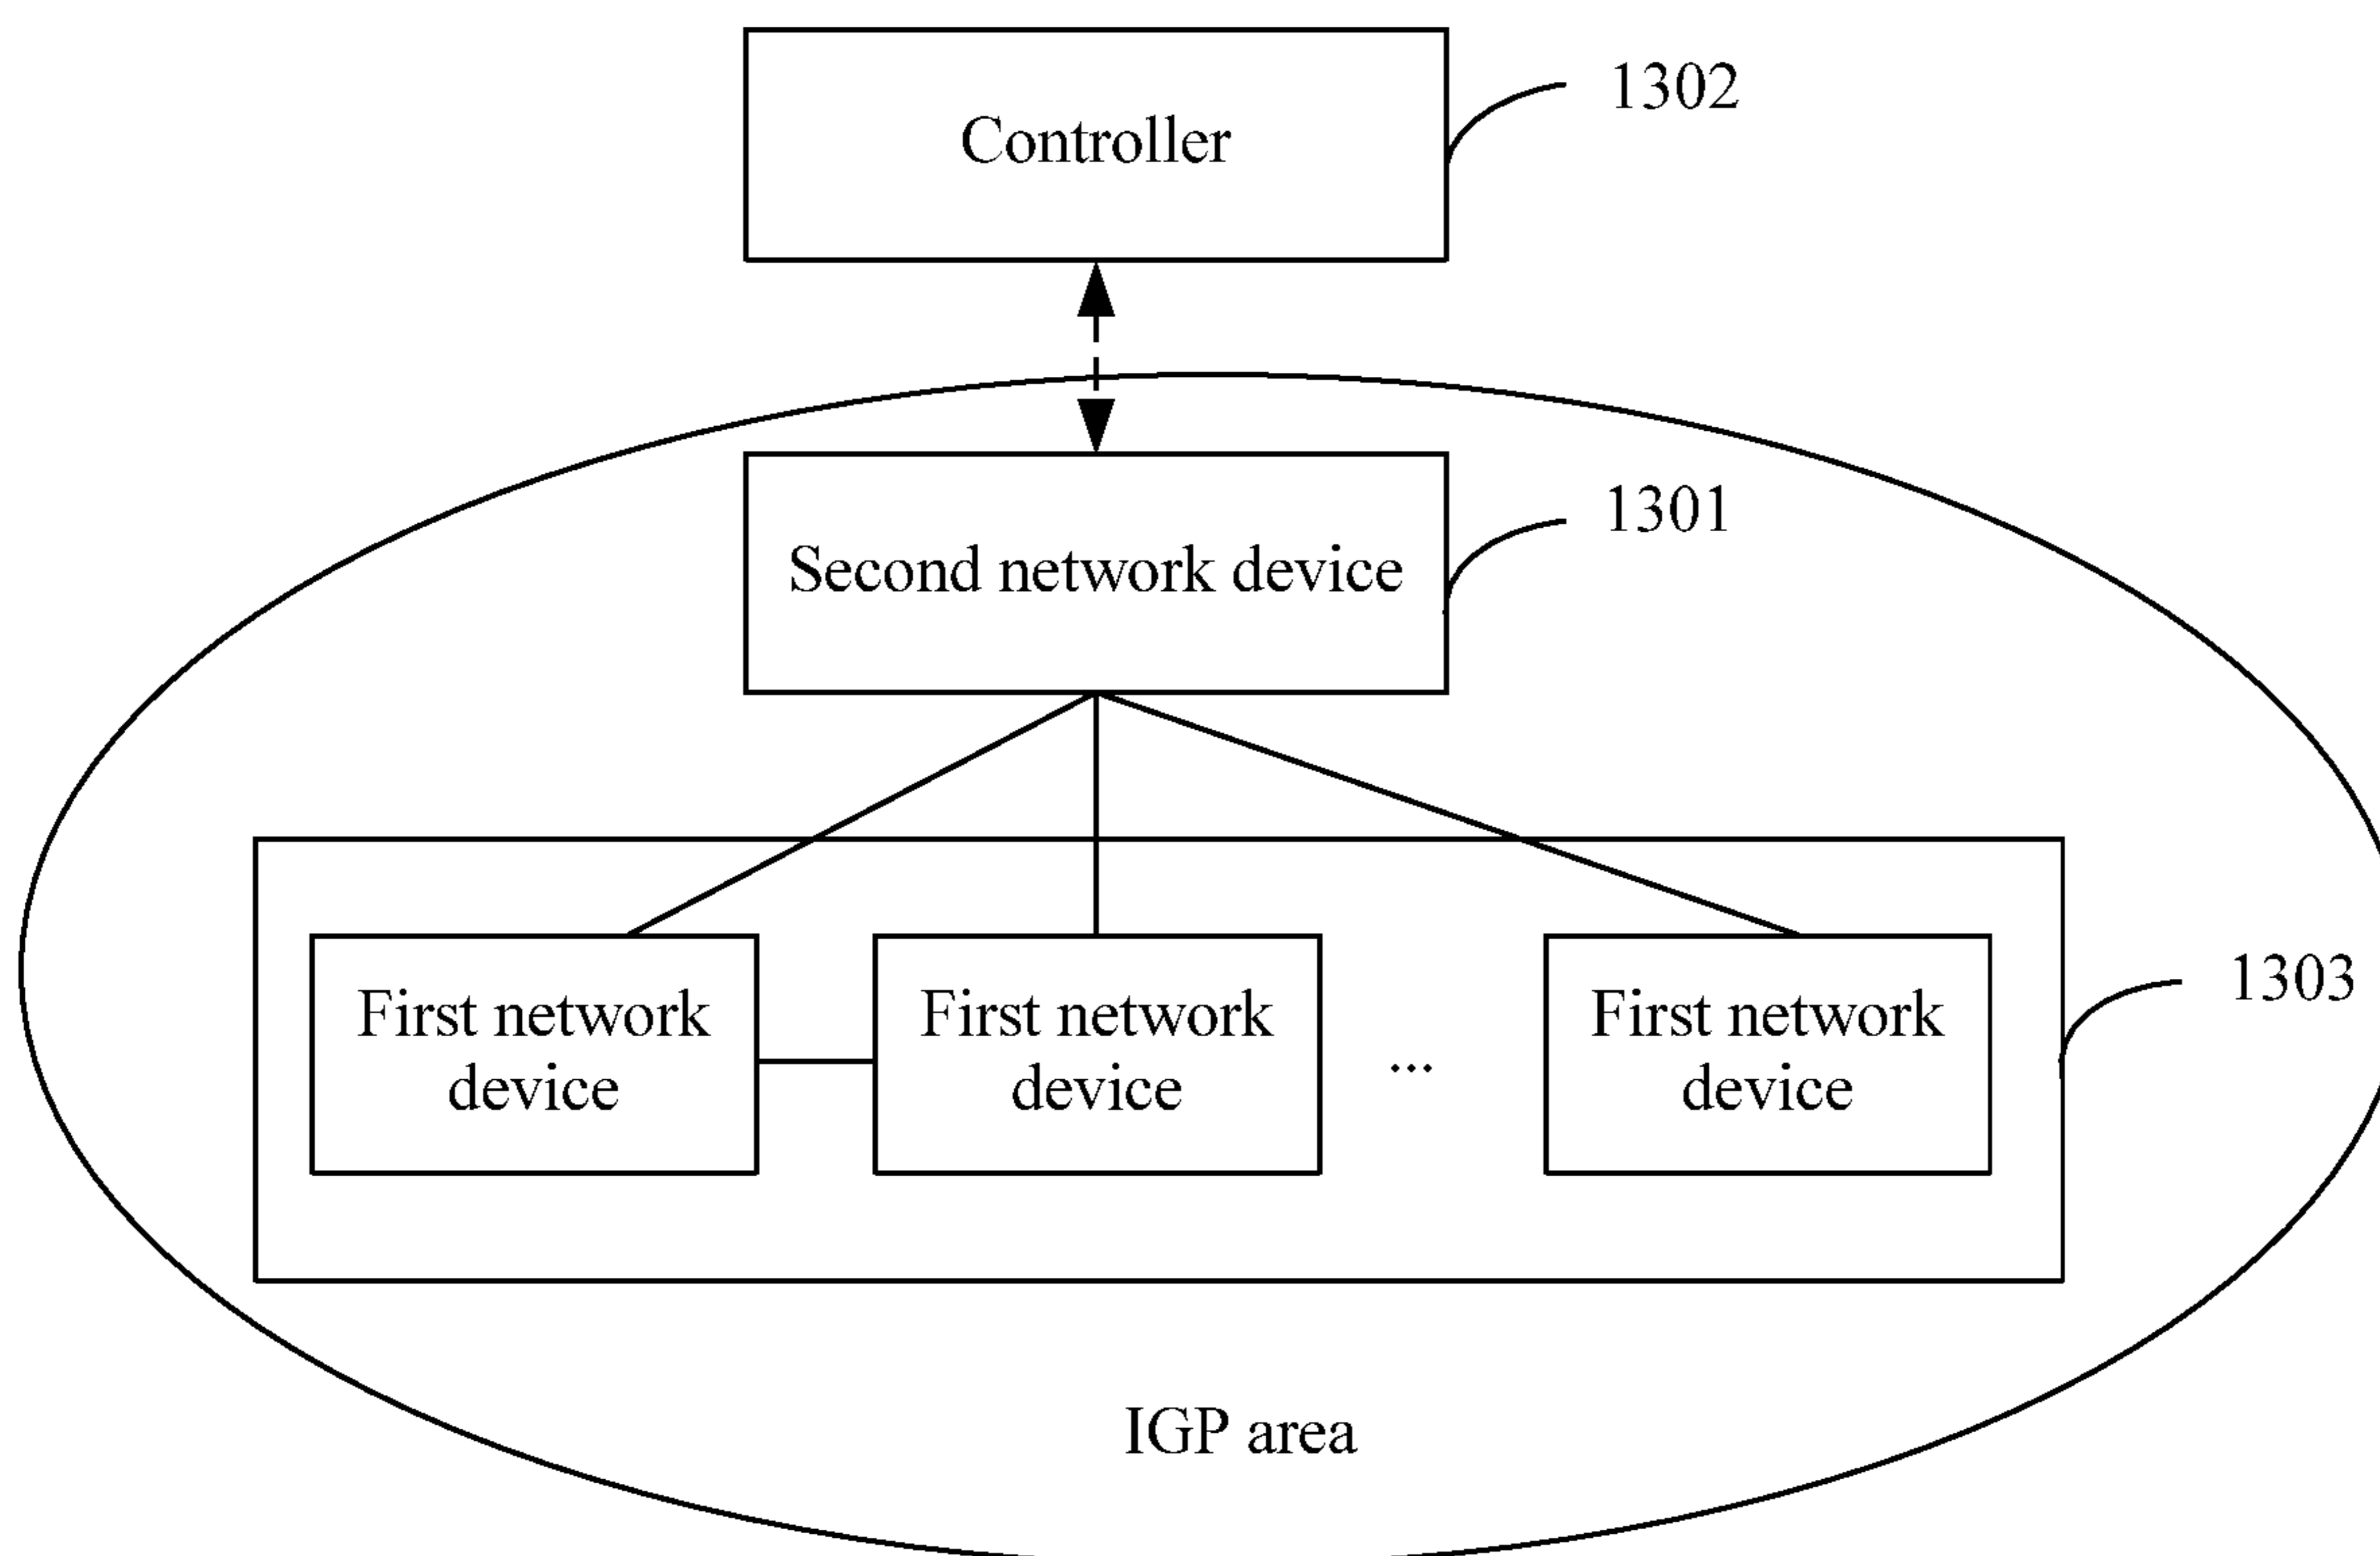 Controller
1302
Second network device
1301
First network
device
First network
device
...
First network
device
1303
IGP area